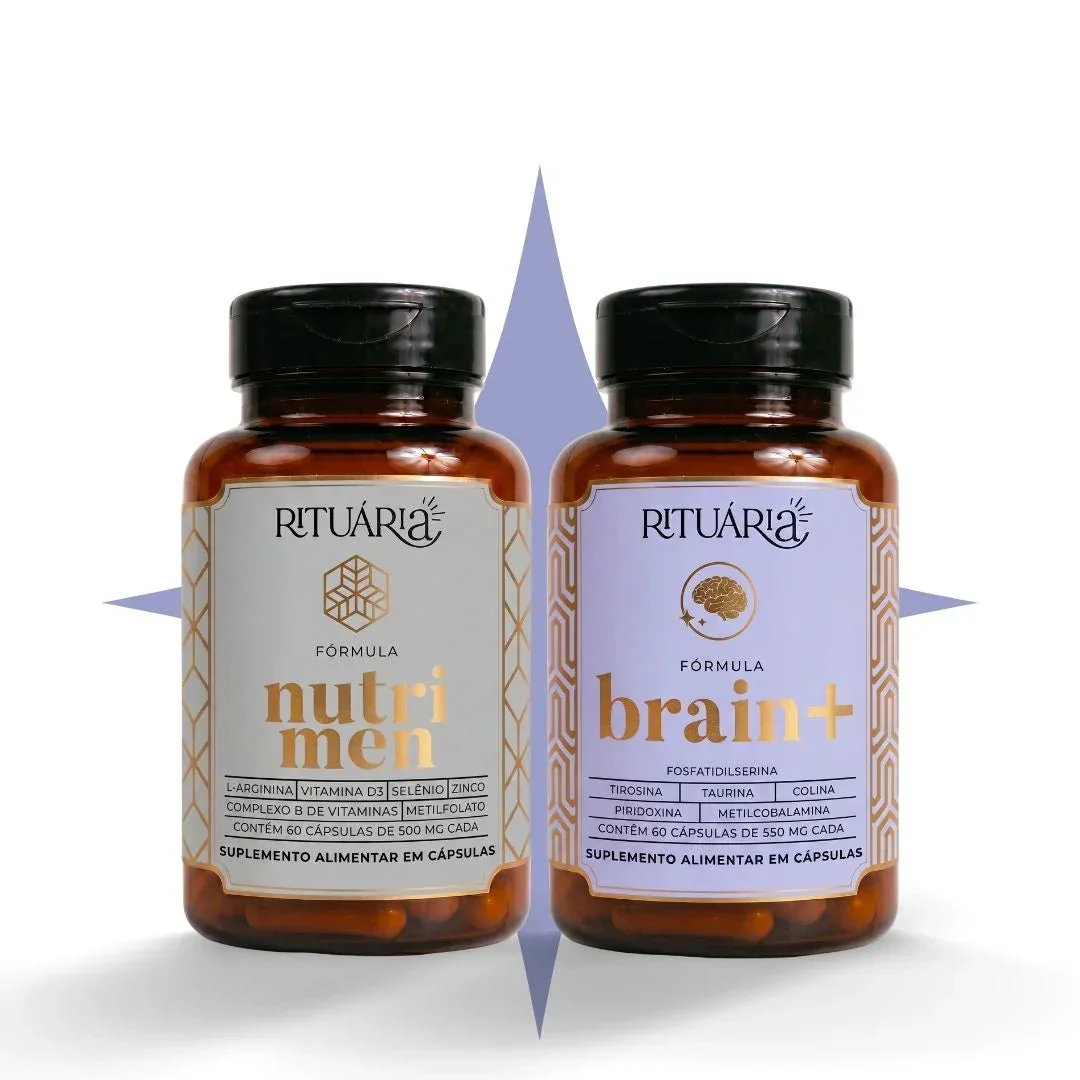 RITUÁRIA
FÓRMULA
nutri
men
L-ARGININA VITAMINA D3 SELÊNIO ZINCO
COMPLEXO B DE VITAMINAS METILFOLATO
CONTÉM 60 CÁPSULAS DE 500 MG CADA
SUPLEMENTO ALIMENTAR EM CÁPSULAS
RITUÁRIA
FÓRMULA
brain+
FOSFATIDILSERINA
TIROSINA TAURINA COLINA
PIRIDOXINA METILCOBALAMINA
CONTÊM 60 CÁPSULAS DE 550 MG CADA
SUPLEMENTO ALIMENTAR EM CÁPSULAS